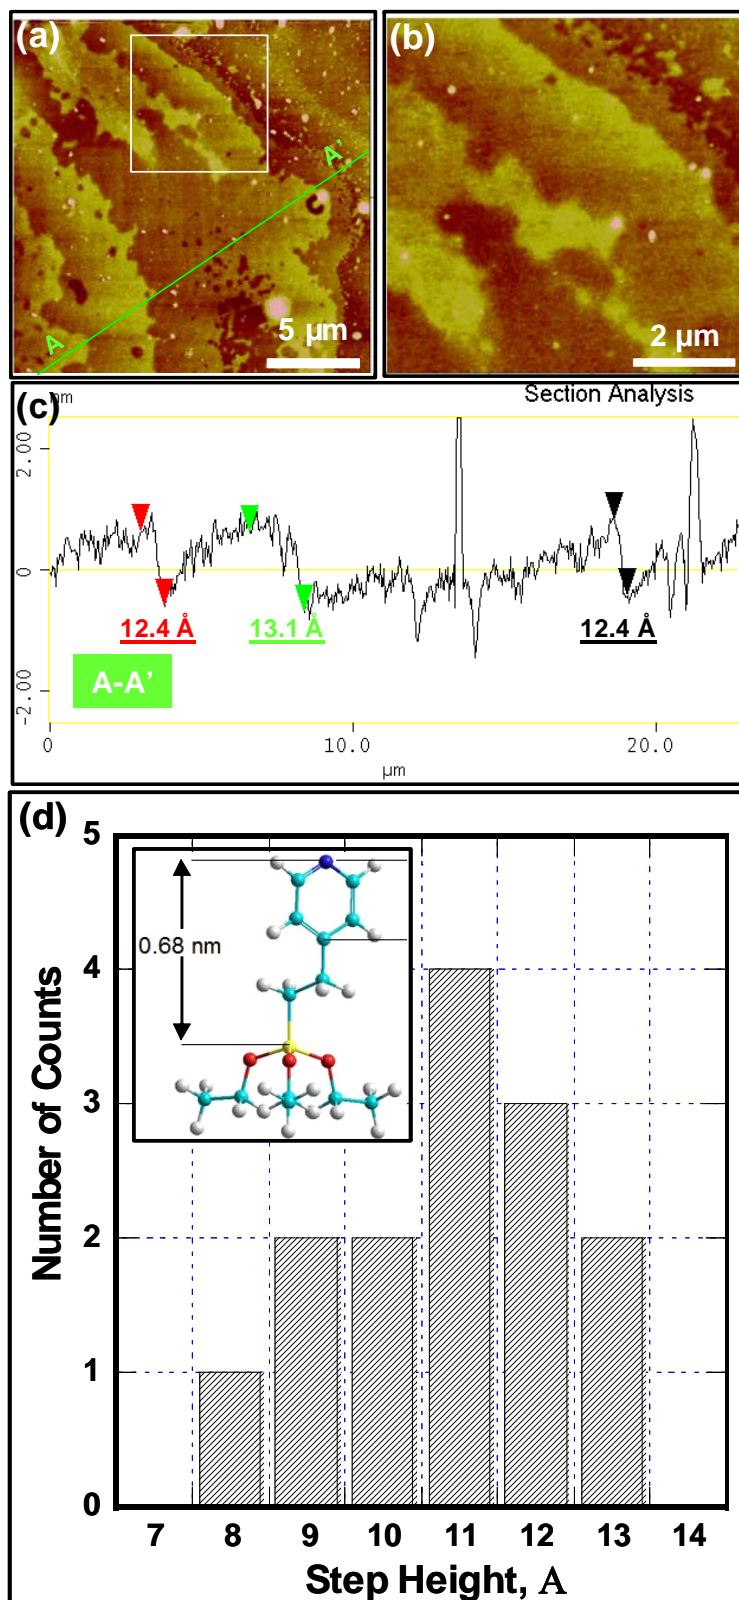 (a)
A'
A
5 µm
(b)
2 µm
(c)
nm
Section Analysis
2.00
0
-2.00
12.4 Å
13.1 Å
12.4 Å
A-A’
0
10.0
20.0
µm
(d)
5
4
3
2
1
0
Number of Counts
0.68 nm
7 8 9 10 11 12 13 14
Step Height, A